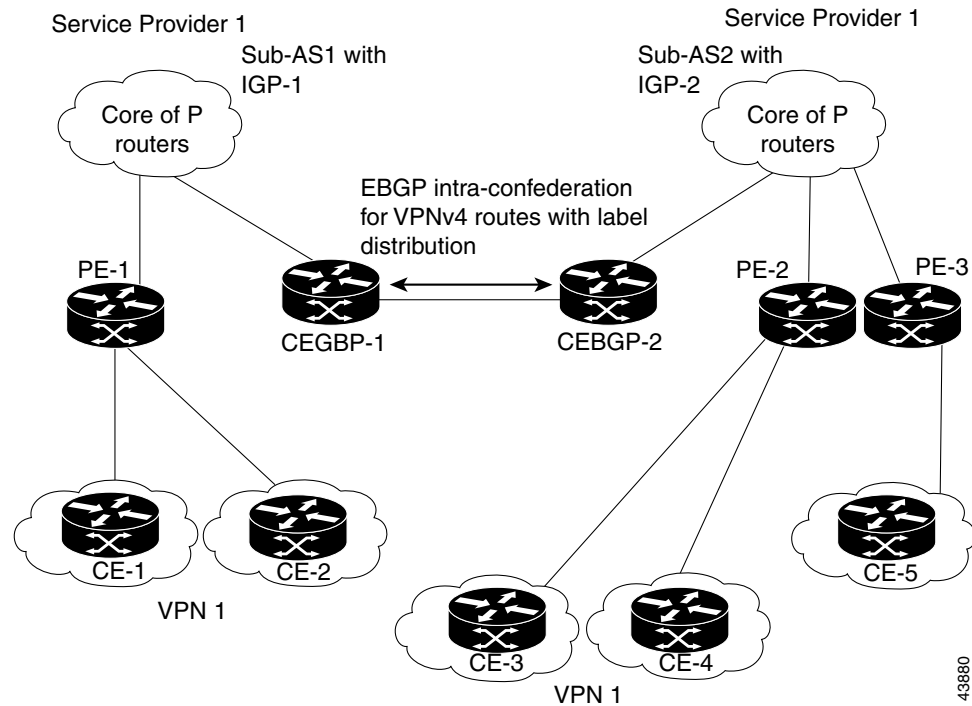 Service Provider 1
Service Provider 1
Sub-AS1 with
IGP-1
Sub-AS2 with
IGP-2
Core of P
routers
Core of P
routers
EBGP intra-confederation
for VPNv4 routes with label
distribution
PE-1
PE-2
PE-3
CEGBP-1
CEBGP-2
CE-1
CE-2
CE-5
VPN 1
CE-3
CE-4
VPN 1
43880